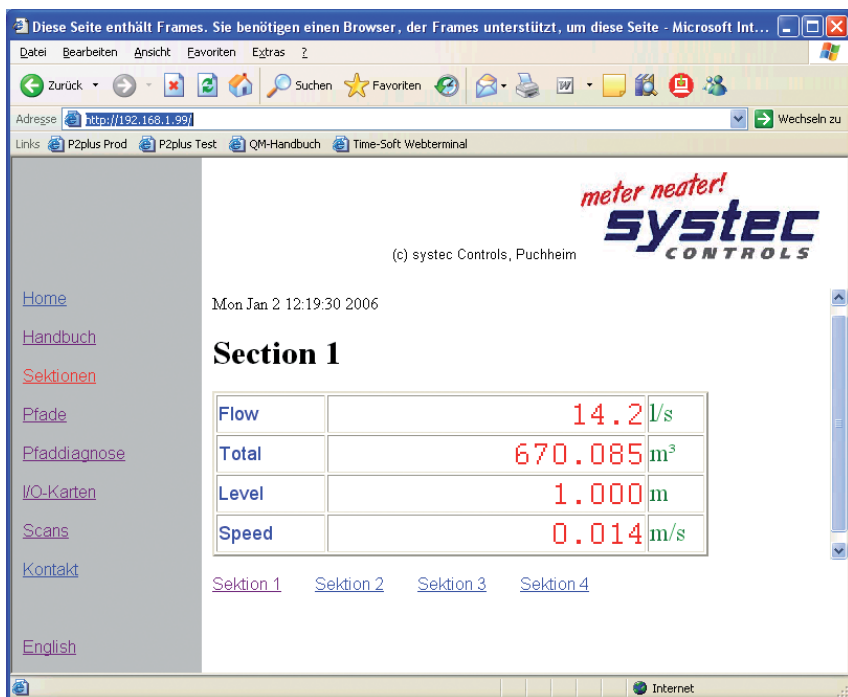 Diese Seite enthält Frames. Sie benötigen einen Browser, der Frames unterstützt, um diese Seite - Microsoft Int...
Datei Bearbeiten Ansicht Favoriten Extras ?
Zurück Suchen Favoriten
Adresse http://192.168.1.99/ Wechseln zu
Links P2plus Prod P2plus Test QM-Handbuch Time-Soft Webterminal
meter neater!
systec
CONTROLS
(c) systec Controls, Puchheim
Home
Handbuch
Sektionen
Pfade
Pfaddiagnose
I/O-Karten
Scans
Kontakt
English
Mon Jan 2 12:19:30 2006
Section 1
Flow 14.2 l/s
Total 670.085 m³
Level 1.000 m
Speed 0.014 m/s
Sektion 1 Sektion 2 Sektion 3 Sektion 4
Internet